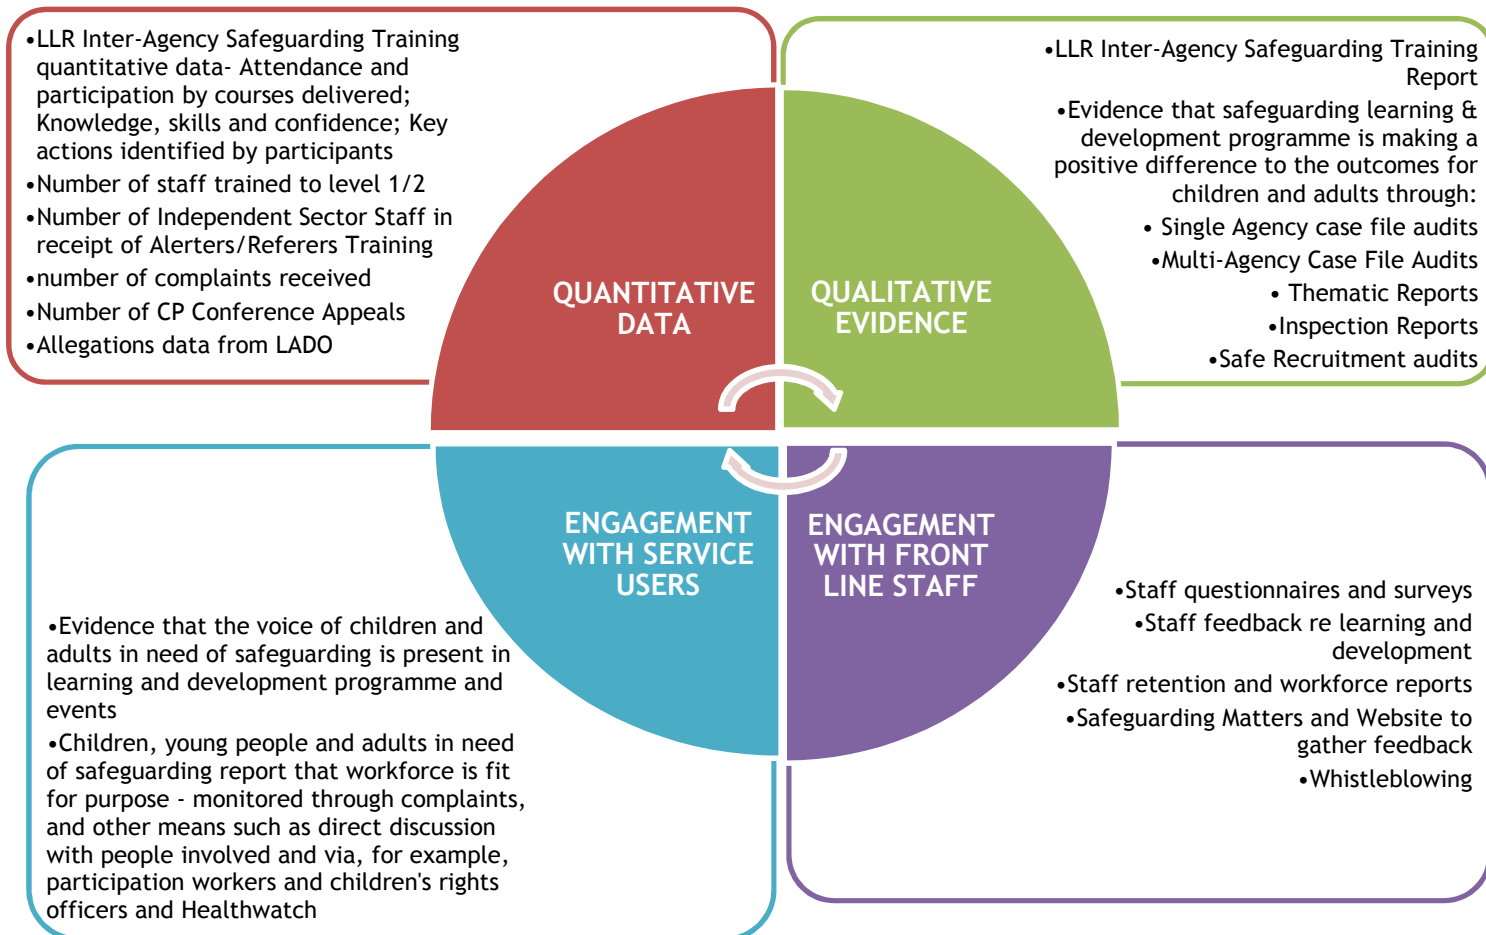 •LLR Inter-Agency Safeguarding Training
quantitative data- Attendance and
participation by courses delivered;
Knowledge, skills and confidence; Key
actions identified by participants
•Number of staff trained to level 1/2
•Number of Independent Sector Staff in
receipt of Alerters/Referers Training
•number of complaints received
•Number of CP Conference Appeals
•Allegations data from LADO
•LLR Inter-Agency Safeguarding Training
Report
•Evidence that safeguarding learning &
development programme is making a
positive difference to the outcomes for
children and adults through:
• Single Agency case file audits
•Multi-Agency Case File Audits
• Thematic Reports
•Inspection Reports
•Safe Recruitment audits
QUANTITATIVE
DATA
QUALITATIVE
EVIDENCE
ENGAGEMENT
WITH SERVICE
USERS
ENGAGEMENT
WITH FRONT
LINE STAFF
•Evidence that the voice of children and
adults in need of safeguarding is present in
learning and development programme and
events
•Children, young people and adults in need
of safeguarding report that workforce is fit
for purpose - monitored through complaints,
and other means such as direct discussion
with people involved and via, for example,
participation workers and children's rights
officers and Healthwatch
•Staff questionnaires and surveys
•Staff feedback re learning and
development
•Staff retention and workforce reports
•Safeguarding Matters and Website to
gather feedback
•Whistleblowing